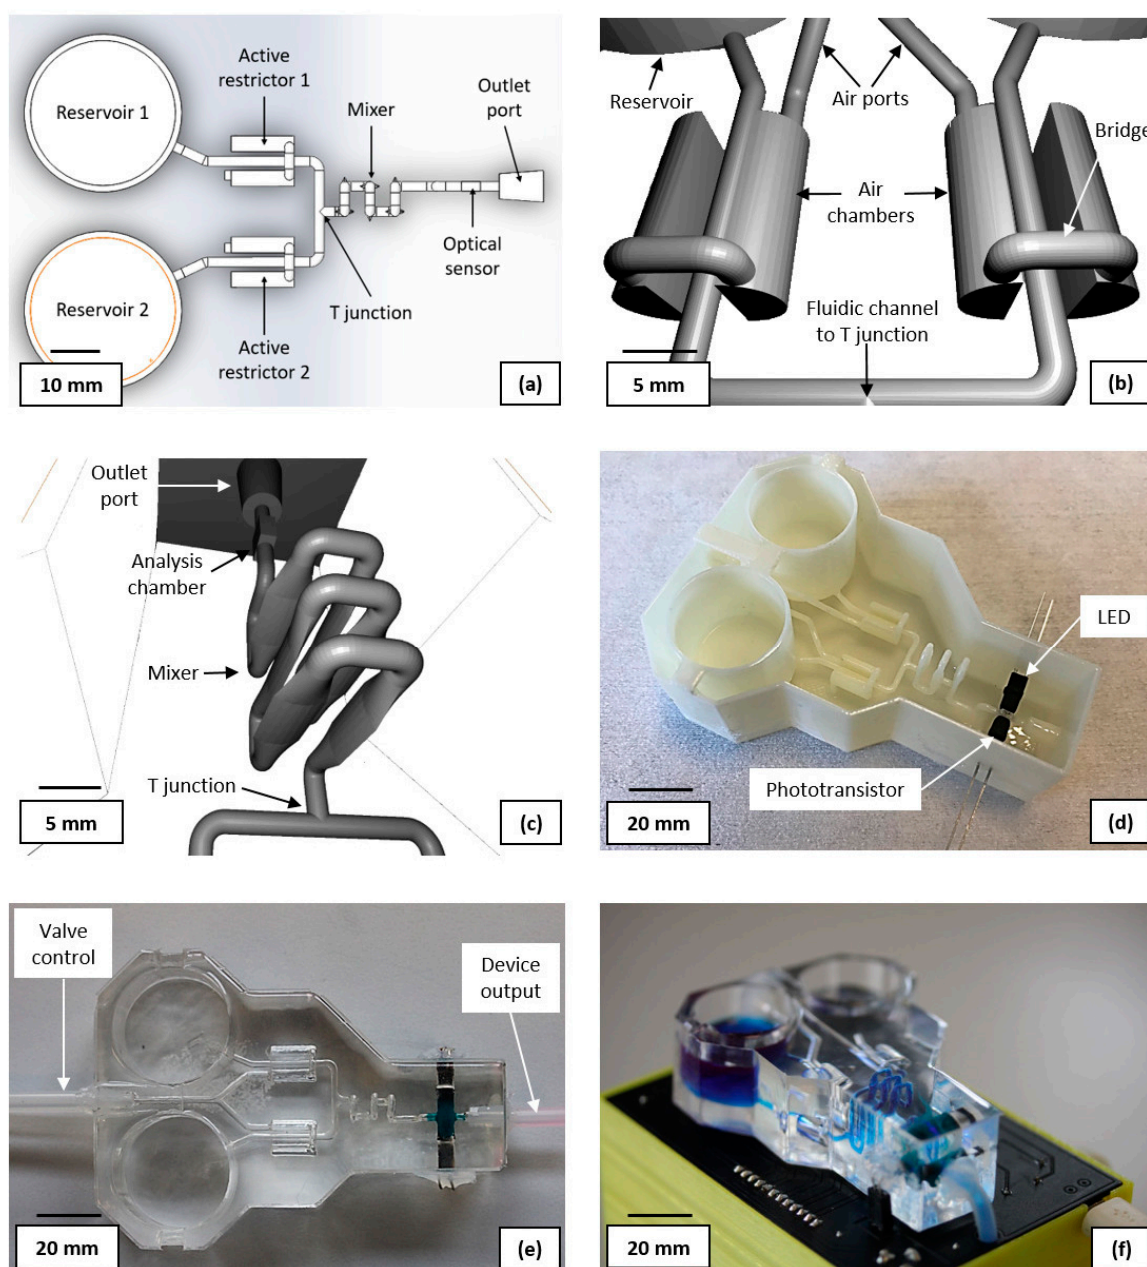 Reservoir 1
Active
restrictor 1
Mixer
Outlet
port
Reservoir 2
Active
restrictor 2
T junction
Optical
sensor
10 mm
(a)
Reservoir
Air ports
Bridge
Air
chambers
Fluidic channel
to T junction
5 mm
(b)
Outlet
port
Analysis
chamber
Mixer
T junction
5 mm
(c)
LED
Phototransistor
20 mm
(d)
Valve
control
Device
output
20 mm
(e)
20 mm
(f)